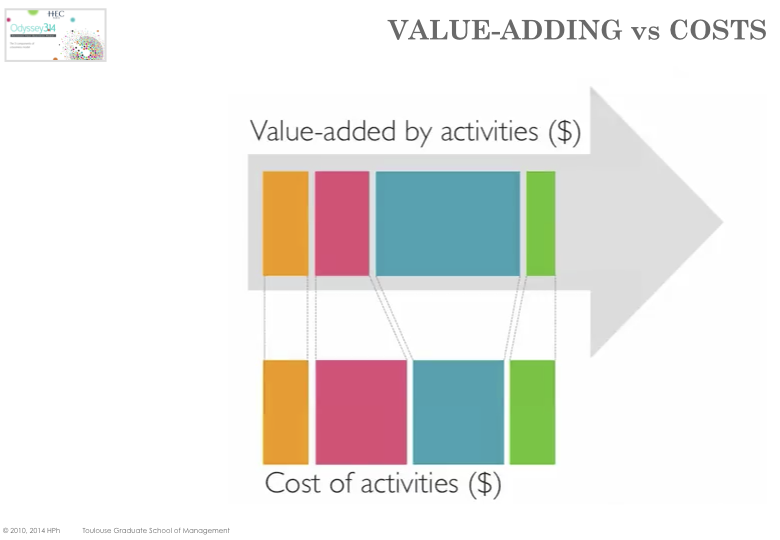 HEC
Odyssey3.14
VALUE-ADDING vs COSTS
Value-added by activities ($)
Cost of activities ($)
© 2010, 2014 HPh Toulouse Graduate School of Management